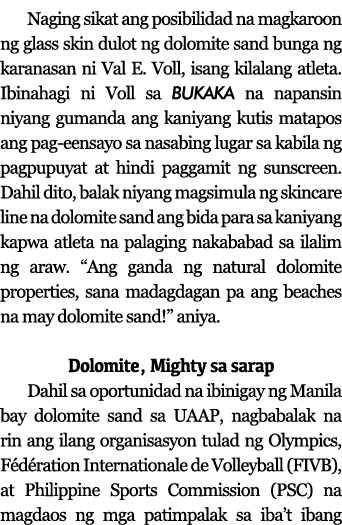 Naging sikat ang posibilidad na magkaroon
ng glass skin dulot ng dolomite sand bunga ng
karanasan ni Val E. Voll, isang kilalang atleta.
Ibinahagi ni Voll sa BUKAKA na napansin
niyang gumanda ang kaniyang kutis matapos
ang pag-eensayo sa nasabing lugar sa kabila ng
pagpupuyat at hindi paggamit ng sunscreen.
Dahil dito, balak niyang magsimula ng skincare
line na dolomite sand ang bida para sa kaniyang
kapwa atleta na palaging nakababad sa ilalim
ng araw. “Ang ganda ng natural dolomite
properties, sana madagdagan pa ang beaches
na may dolomite sand!” aniya.
Dolomite, Mighty sa sarap
Dahil sa oportunidad na ibinigay ng Manila
bay dolomite sand sa UAAP, nagbabalak na
rin ang ilang organisasyon tulad ng Olympics,
Fédération Internationale de Volleyball (FIVB),
at Philippine Sports Commission (PSC) na
magdaos ng mga patimpalak sa iba’t ibang